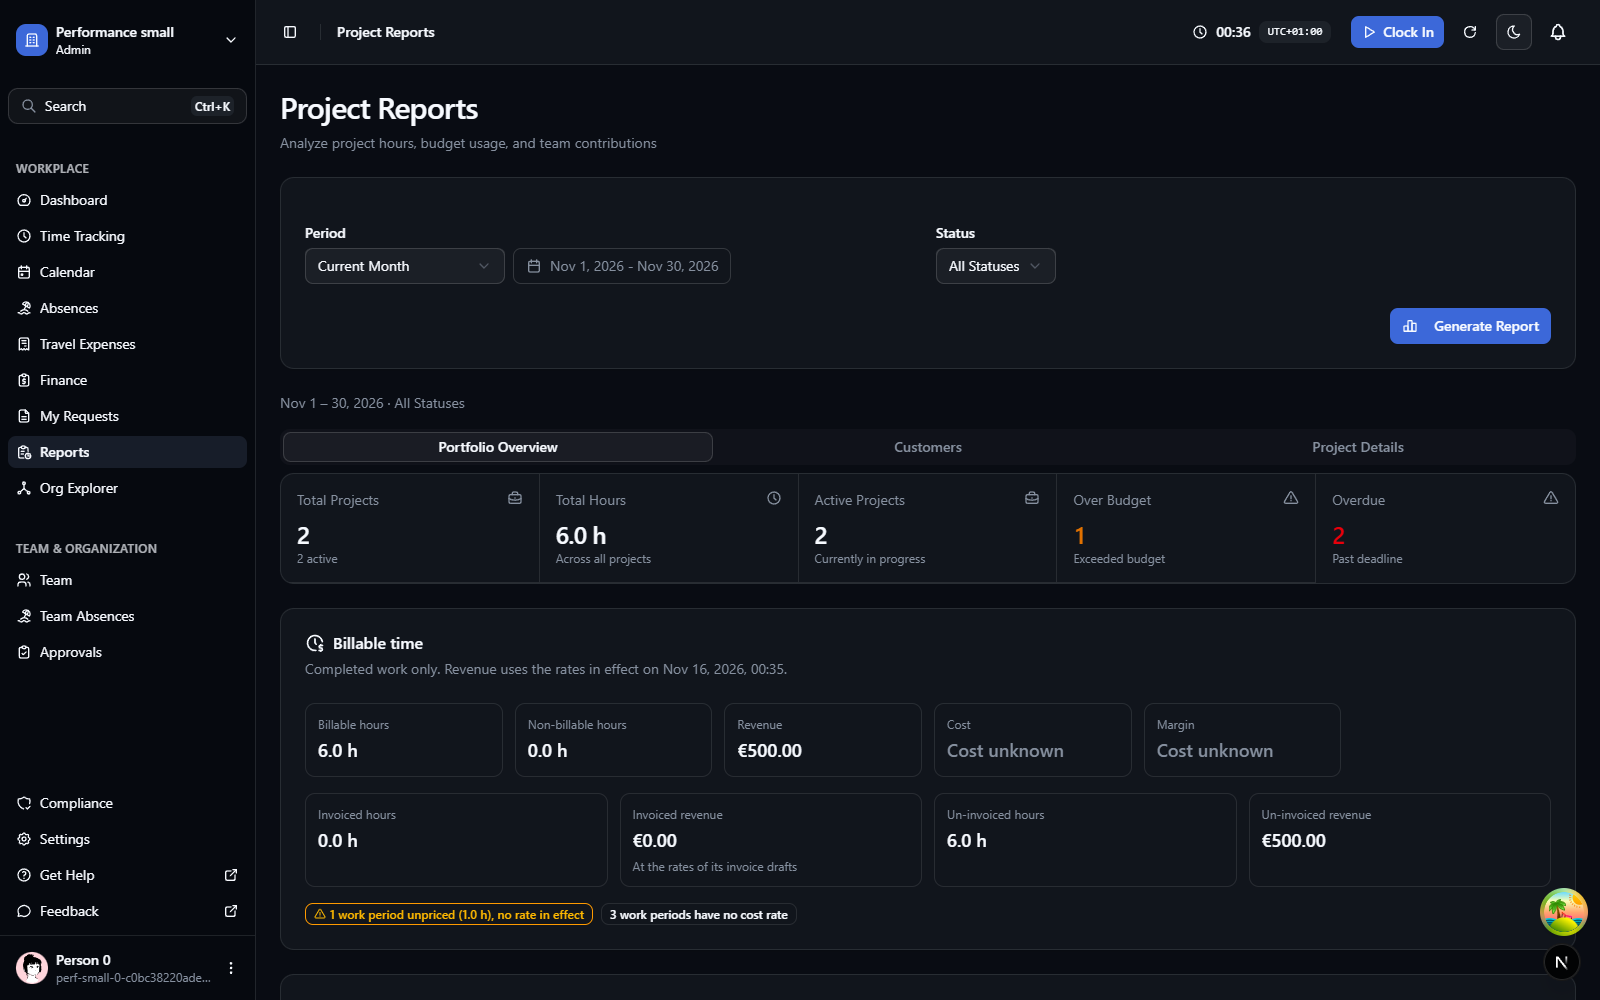 Performance small
Admin
Search
Ctrl+K
WORKPLACE
Dashboard
Time Tracking
Calendar
Absences
Travel Expenses
Finance
My Requests
Reports
Org Explorer
TEAM & ORGANIZATION
Team
Team Absences
Approvals
Compliance
Settings
Get Help
Feedback
Person 0
perf-small-0-c0bc38220ade...
Project Reports
00:36
UTC+01:00
Clock In
Project Reports
Analyze project hours, budget usage, and team contributions
Period
Current Month
Nov 1, 2026 - Nov 30, 2026
Status
All Statuses
Generate Report
Nov 1 – 30, 2026 · All Statuses
Portfolio Overview
Customers
Project Details
Total Projects
2
2 active
Total Hours
6.0 h
Across all projects
Active Projects
2
Currently in progress
Over Budget
1
Exceeded budget
Overdue
2
Past deadline
Billable time
Completed work only. Revenue uses the rates in effect on Nov 16, 2026, 00:35.
Billable hours
6.0 h
Non-billable hours
0.0 h
Revenue
€500.00
Cost
Cost unknown
Margin
Cost unknown
Invoiced hours
0.0 h
Invoiced revenue
€0.00
At the rates of its invoice drafts
Un-invoiced hours
6.0 h
Un-invoiced revenue
€500.00
1 work period unpriced (1.0 h), no rate in effect
3 work periods have no cost rate
N